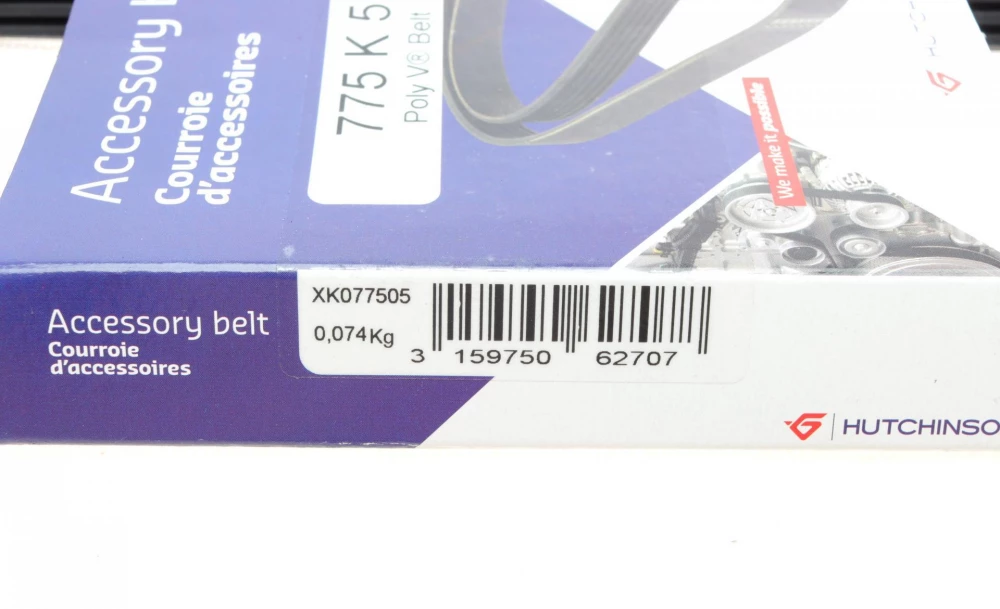 Accessory
Courroie
d'accessoires
775 K 5
Poly V® Belt
We make it possible
XK077505
0,074Kg
3 159750 62707
Accessory belt
Courroie
d'accessoires
HUTCHINSO